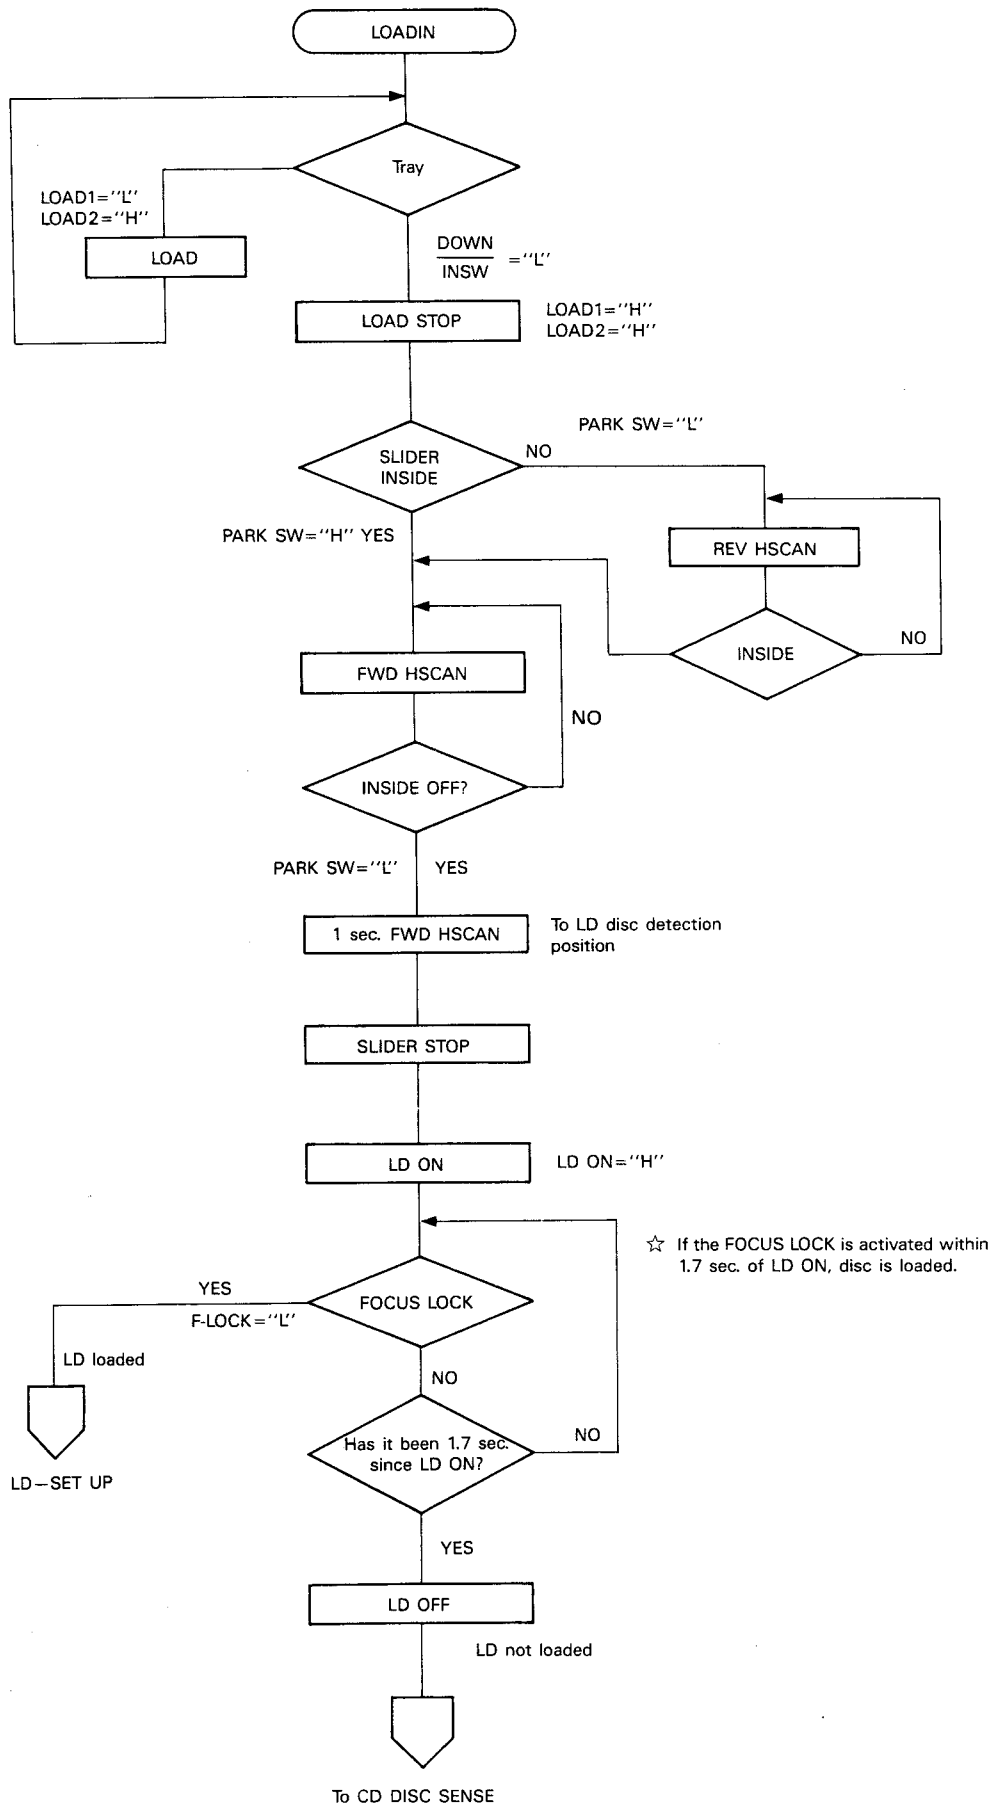 LOADIN
Tray
LOAD1="L"
LOAD2="H"
LOAD
DOWN
INSW ="L"
LOAD STOP
LOAD1="H"
LOAD2="H"
PARK SW="L"
SLIDER
INSIDE
NO
PARK SW="H" YES
REV HSCAN
INSIDE
NO
FWD HSCAN
NO
INSIDE OFF?
PARK SW="L" YES
1 sec. FWD HSCAN
To LD disc detection
position
SLIDER STOP
LD ON
LD ON="H"
☆ If the FOCUS LOCK is activated within
1.7 sec. of LD ON, disc is loaded.
YES
FOCUS LOCK
F-LOCK="L"
LD loaded
NO
LD–SET UP
Has it been 1.7 sec.
since LD ON?
NO
YES
LD OFF
LD not loaded
To CD DISC SENSE